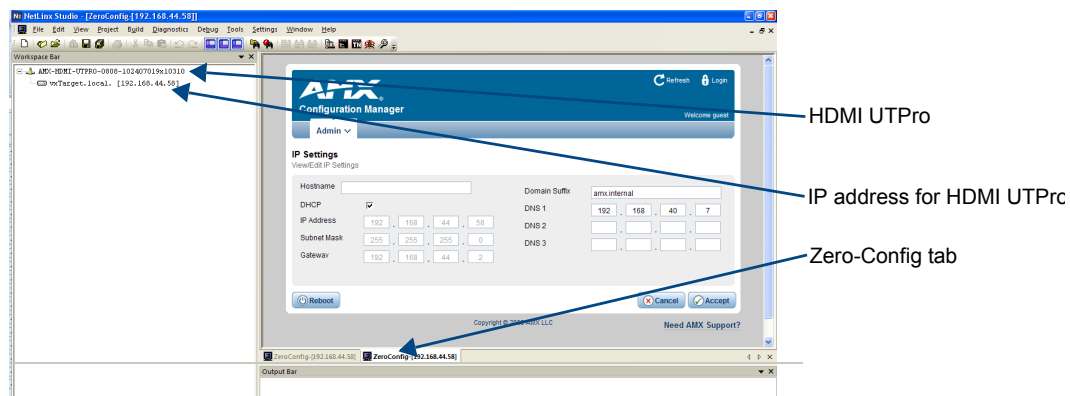 NetLinx Studio - [ZeroConfig-[192.168.44.58]]
File Edit View Project Build Diagnostics Debug Tools Settings Window Help
Workspace Bar
AMX-HDMI-UTPRO-0808-102407019x10310
vxTarget.local. [192.168.44.58]
AMX
Configuration Manager
Refresh Login
Welcome guest
Admin
IP Settings
View/Edit IP Settings
Hostname
DHCP
IP Address 192 . 168 . 44 . 58
Subnet Mask 255 . 255 . 255 . 0
Gateway 192 . 168 . 44 . 2
Domain Suffix amx.internal
DNS 1 192 . 168 . 40 . 7
DNS 2 . . .
DNS 3 . . .
Reboot
Cancel Accept
Copyright © AMX LLC
Need AMX Support?
ZeroConfig-[192.168.44.58] ZeroConfig-[192.168.44.58]
Output Bar
HDMI UTPro
IP address for HDMI UTPro
Zero-Config tab